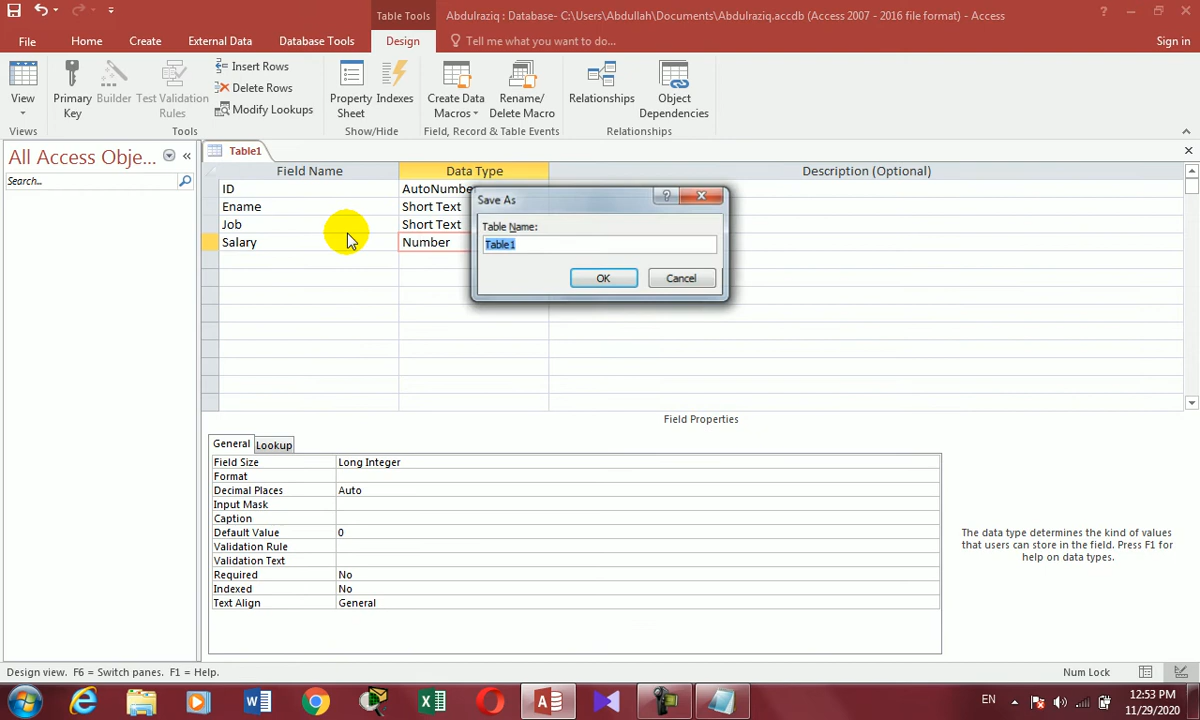 Table Tools
Abdulraziq : Database- C:\Users\Abdullah\Documents\Abdulraziq.accdb (Access 2007 - 2016 file format) - Access
File
Home
Create
External Data
Database Tools
Design
Tell me what you want to do...
Sign in
View
Primary Key
Builder
Test Validation Rules
Insert Rows
Delete Rows
Modify Lookups
Property Sheet
Indexes
Create Data Macros
Rename/ Delete Macro
Relationships
Object Dependencies
Views
Tools
Show/Hide
Field, Record & Table Events
Relationships
All Access Obje...
Search...
Table1
Field Name
Data Type
Description (Optional)
ID
AutoNumbe
Ename
Short Text
Job
Short Text
Salary
Number
Save As
Table Name:
Table1
OK
Cancel
Field Properties
General
Lookup
Field Size
Long Integer
Format
Decimal Places
Auto
Input Mask
Caption
Default Value
0
Validation Rule
Validation Text
Required
No
Indexed
No
Text Align
General
The data type determines the kind of values
that users can store in the field. Press F1 for
help on data types.
Design view. F6 = Switch panes. F1 = Help.
Num Lock
EN
12:53 PM
11/29/2020